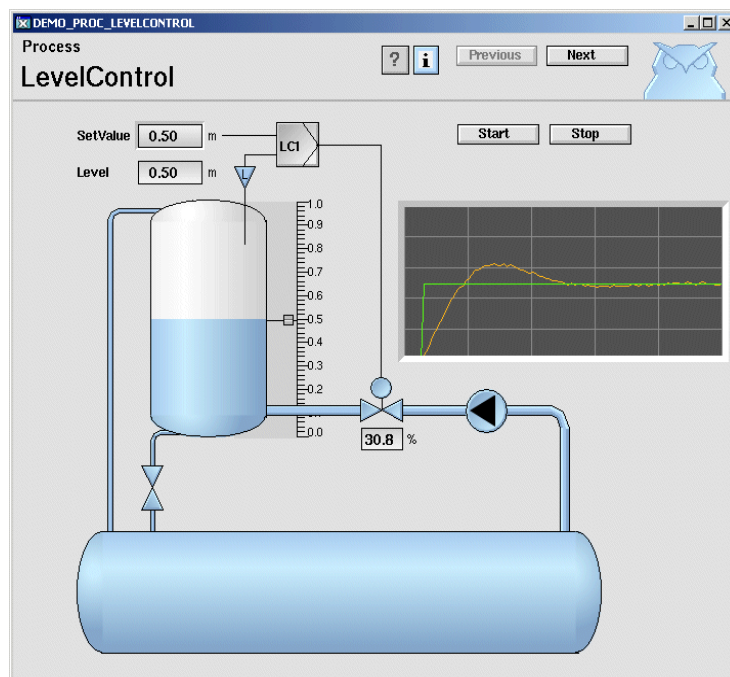 DEMO_PROC_LEVELCONTROL
Process
LevelControl
? i Previous Next
SetValue 0.50 m
LC1
Start Stop
Level 0.50 m
L
1.0
0.9
0.8
0.7
0.6
0.5
0.4
0.3
0.2
0.0
30.8 %